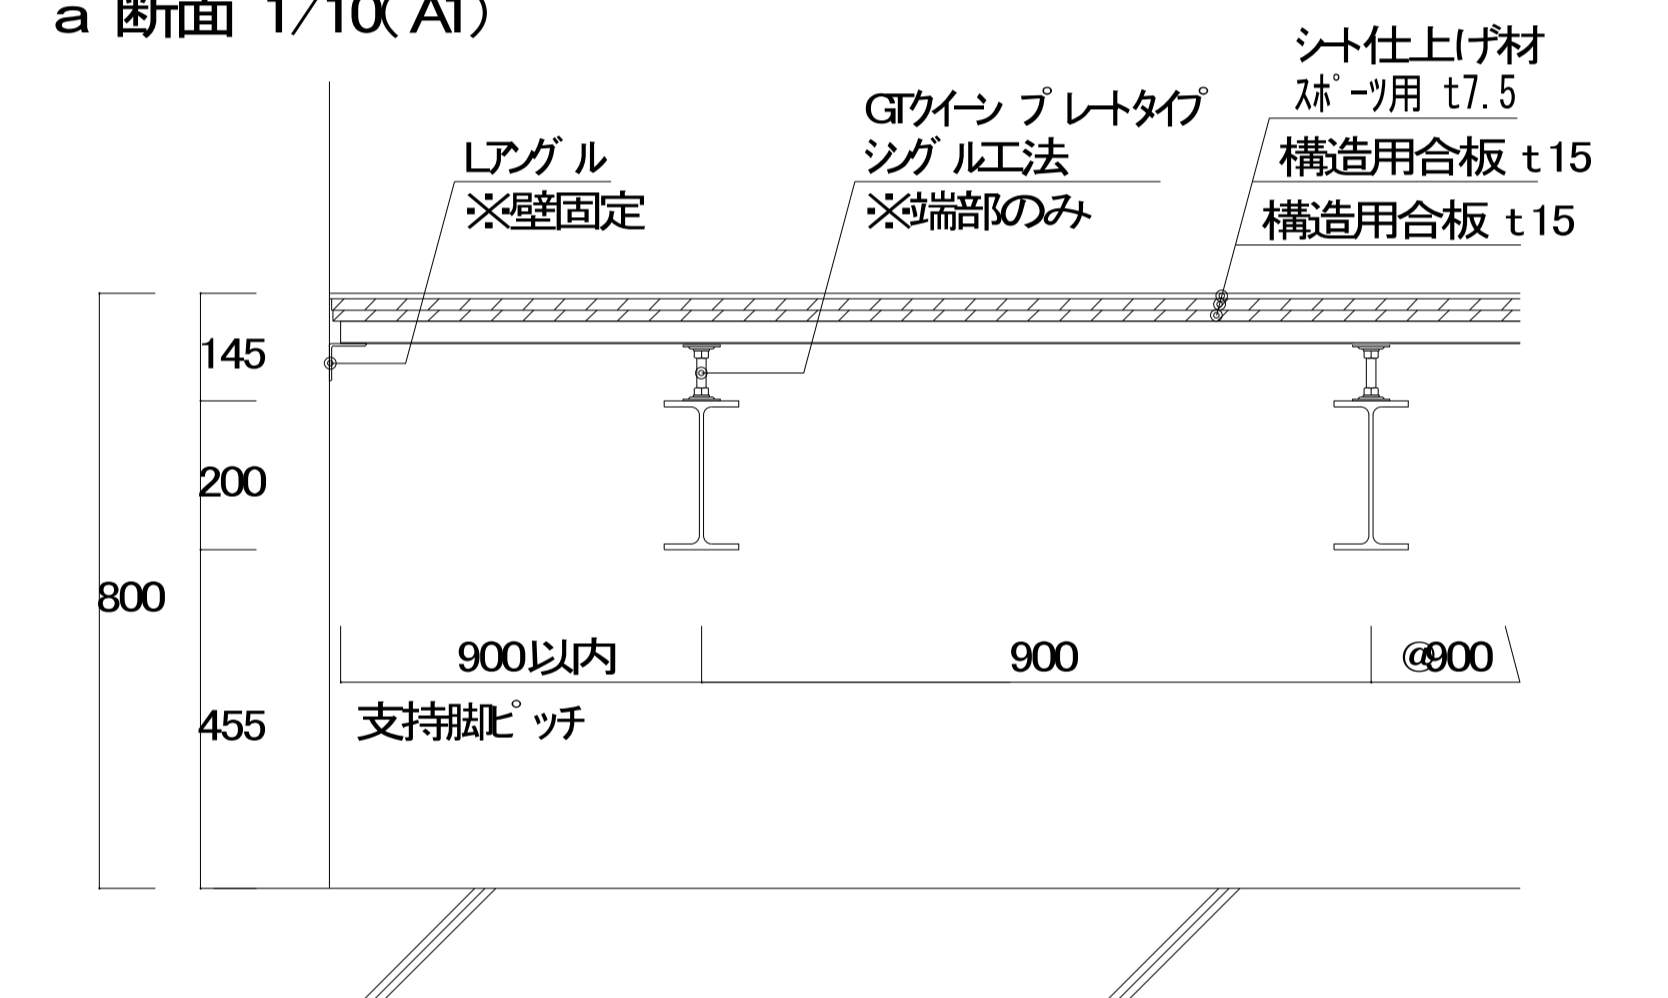 a 断面 1/10(A1)
シート仕上げ材
スポーツ用 t7.5
構造用合板 t15
構造用合板 t15
GTクイーン プレートタイプ
シングル工法
※端部のみ
Lアングル
※壁固定
145
200
800
455
900以内
900
@900
支持脚ピッチ